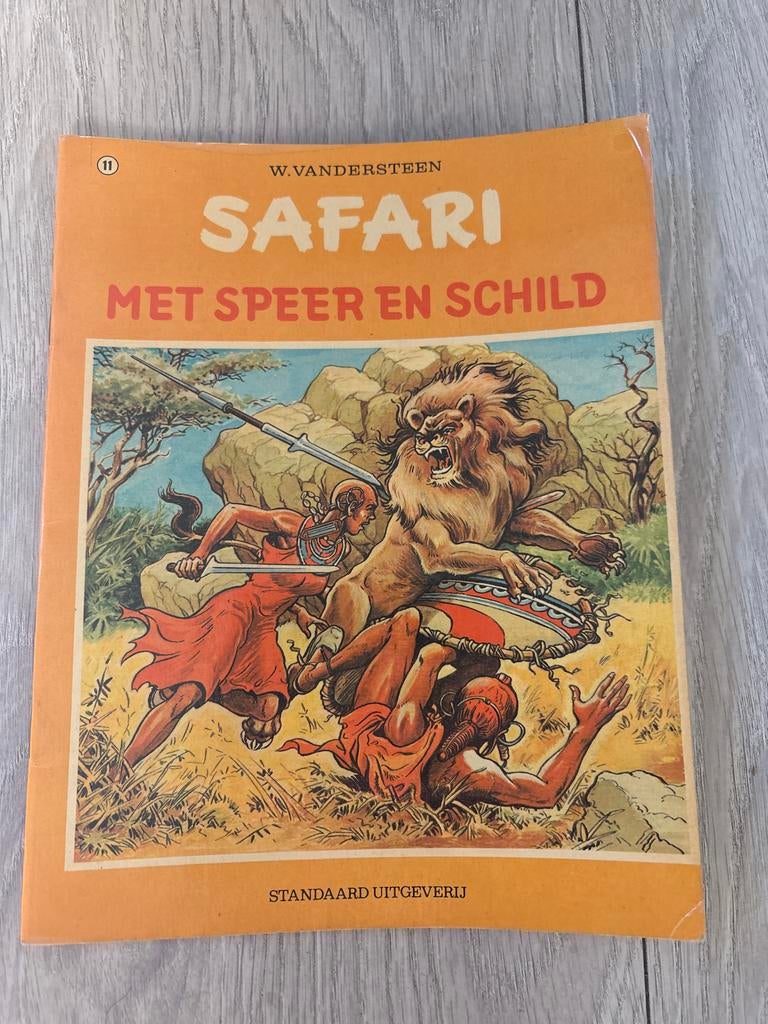 11
W.VANDERSTEEN
SAFARI
MET SPEER EN SCHILD
STANDAARD UITGEVERIJ